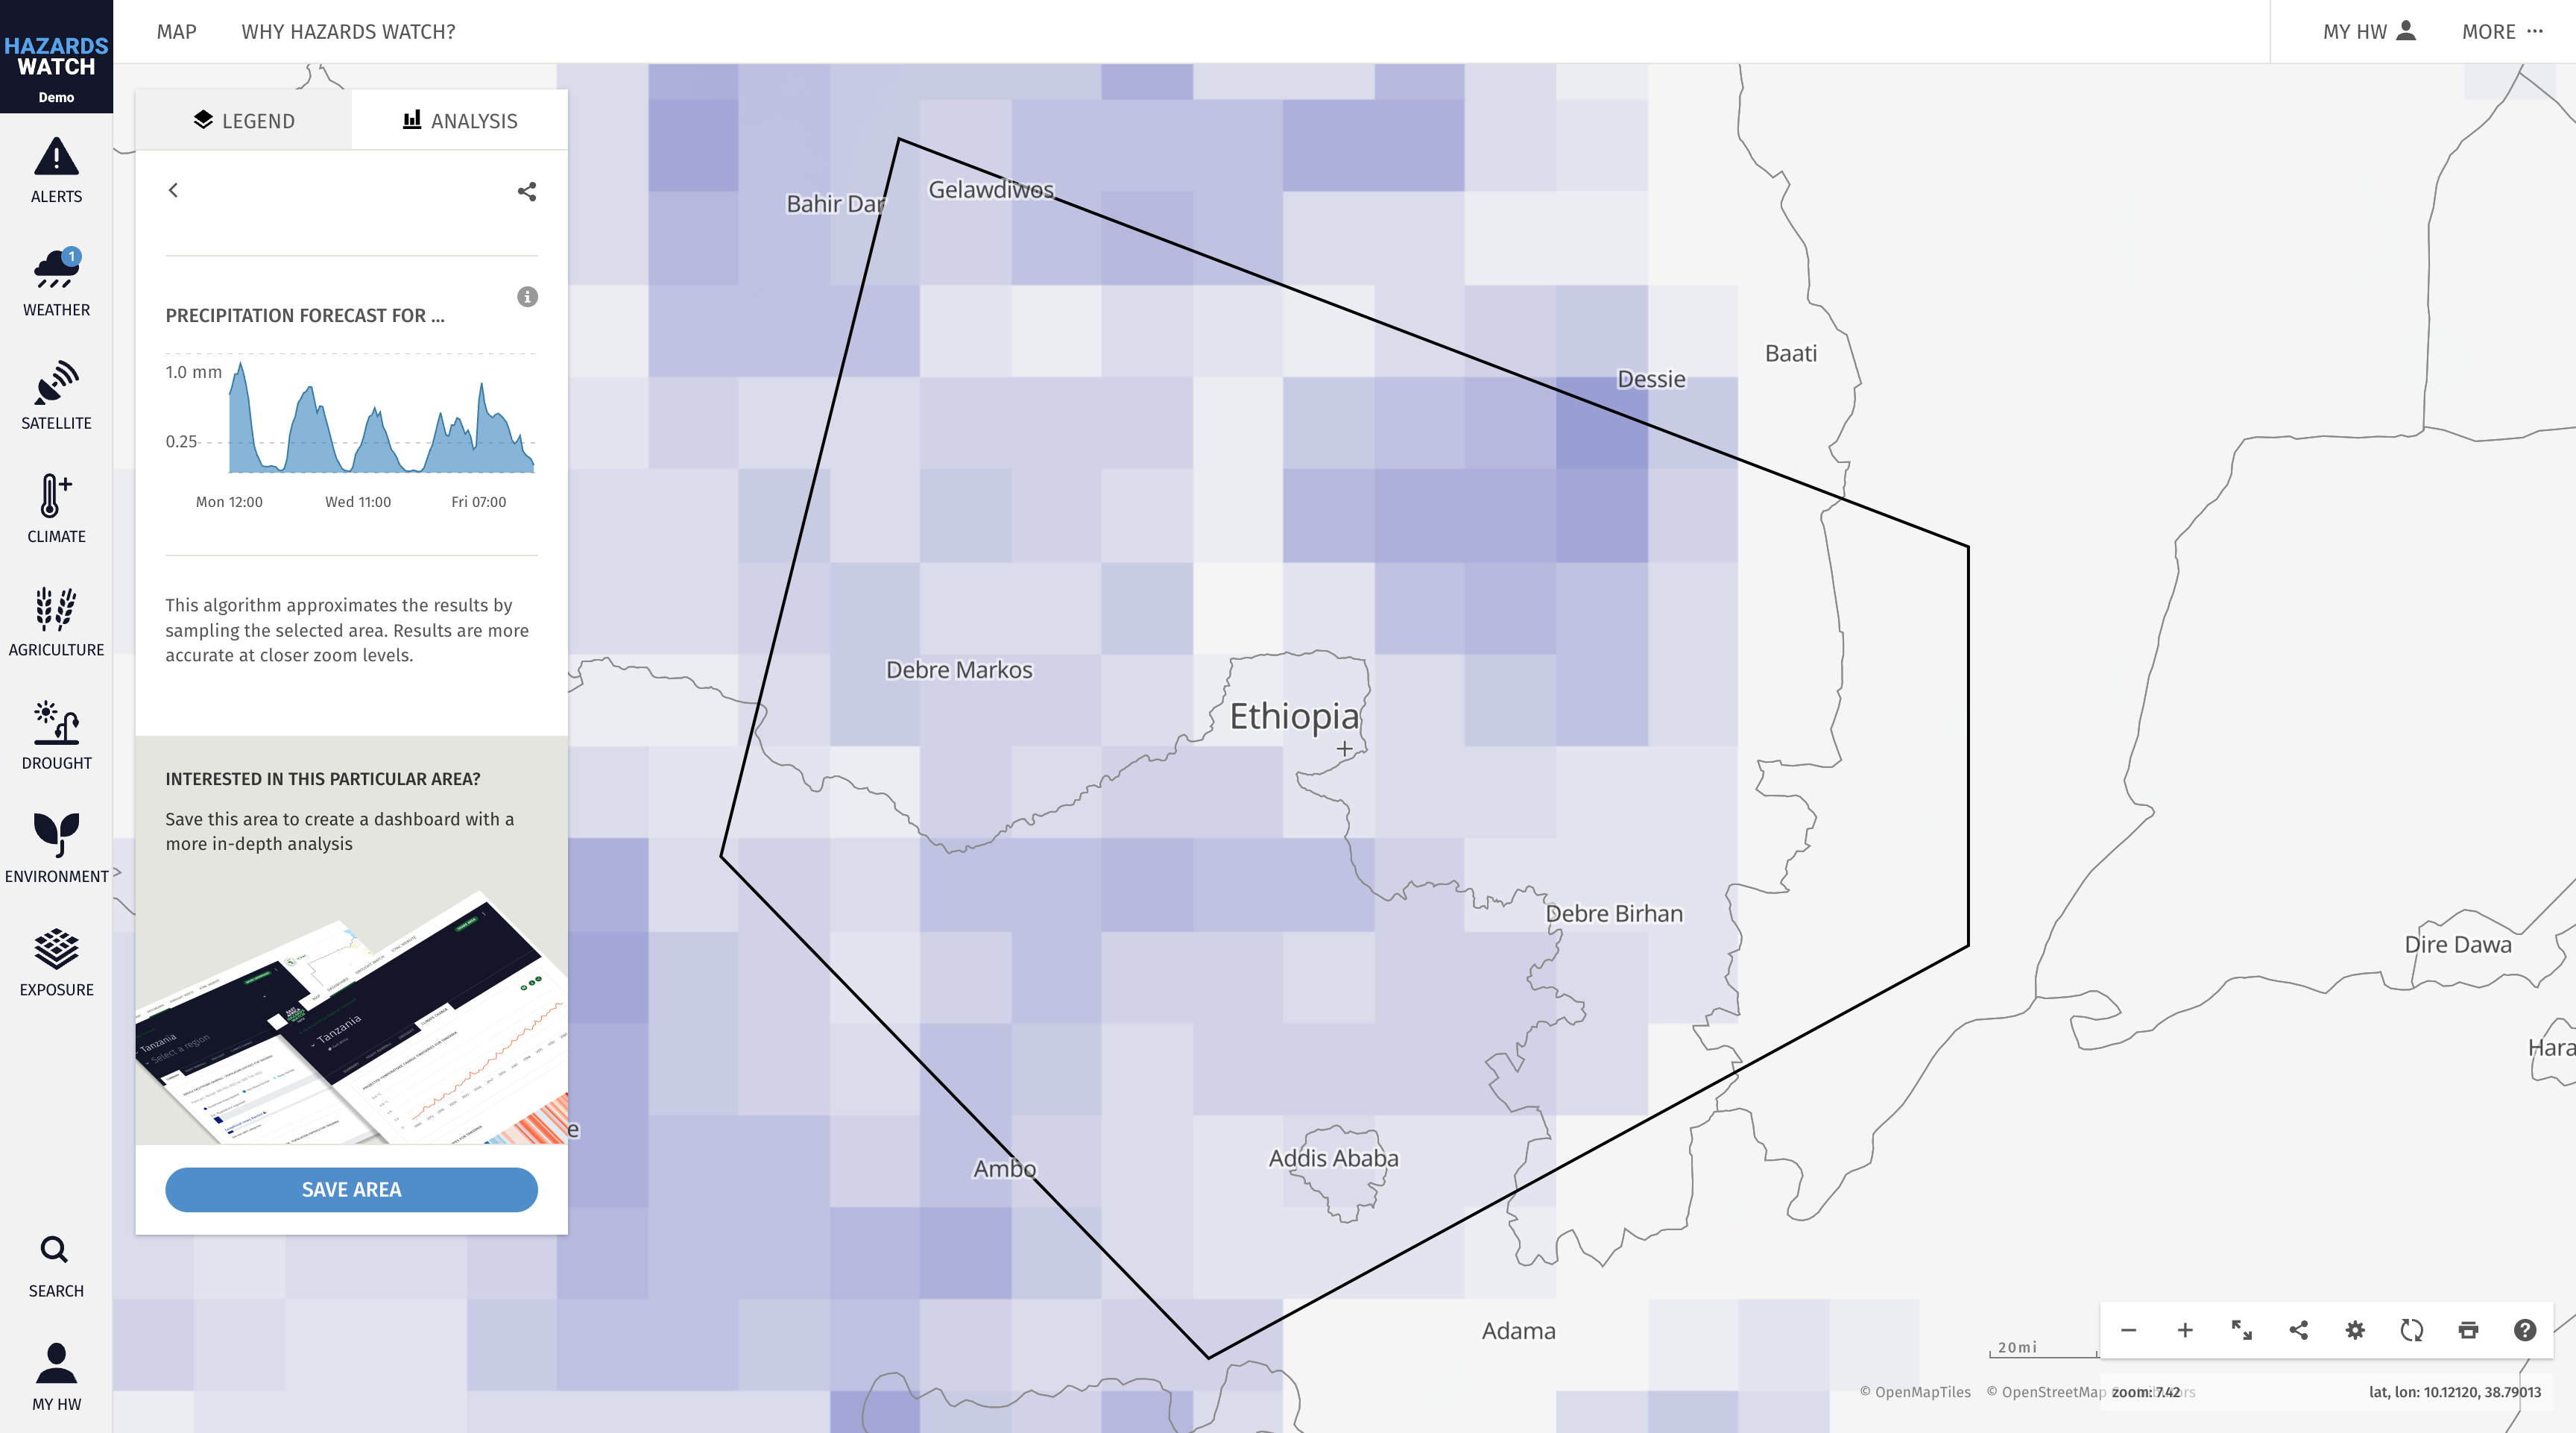 HAZARDS
WATCH
Demo
MAP
WHY HAZARDS WATCH?
MY HW
MORE
ALERTS
1
WEATHER
SATELLITE
CLIMATE
AGRICULTURE
DROUGHT
ENVIRONMENT
EXPOSURE
SEARCH
MY HW
LEGEND
ANALYSIS
PRECIPITATION FORECAST FOR ...
1.0 mm
0.25
Mon 12:00
Wed 11:00
Fri 07:00
This algorithm approximates the results by
sampling the selected area. Results are more
accurate at closer zoom levels.
INTERESTED IN THIS PARTICULAR AREA?
Save this area to create a dashboard with a
more in-depth analysis
Tanzania
Select a region
Tanzania
SAVE AREA
Bahir Dar
Gelawdiwos
Baati
Dessie
Debre Markos
Ethiopia
Debre Birhan
Dire Dawa
Hara
e
Ambo
Addis Ababa
Adama
20mi
© OpenMapTiles © OpenStreetMap
zoom: 7.42
lat, lon: 10.12120, 38.79013